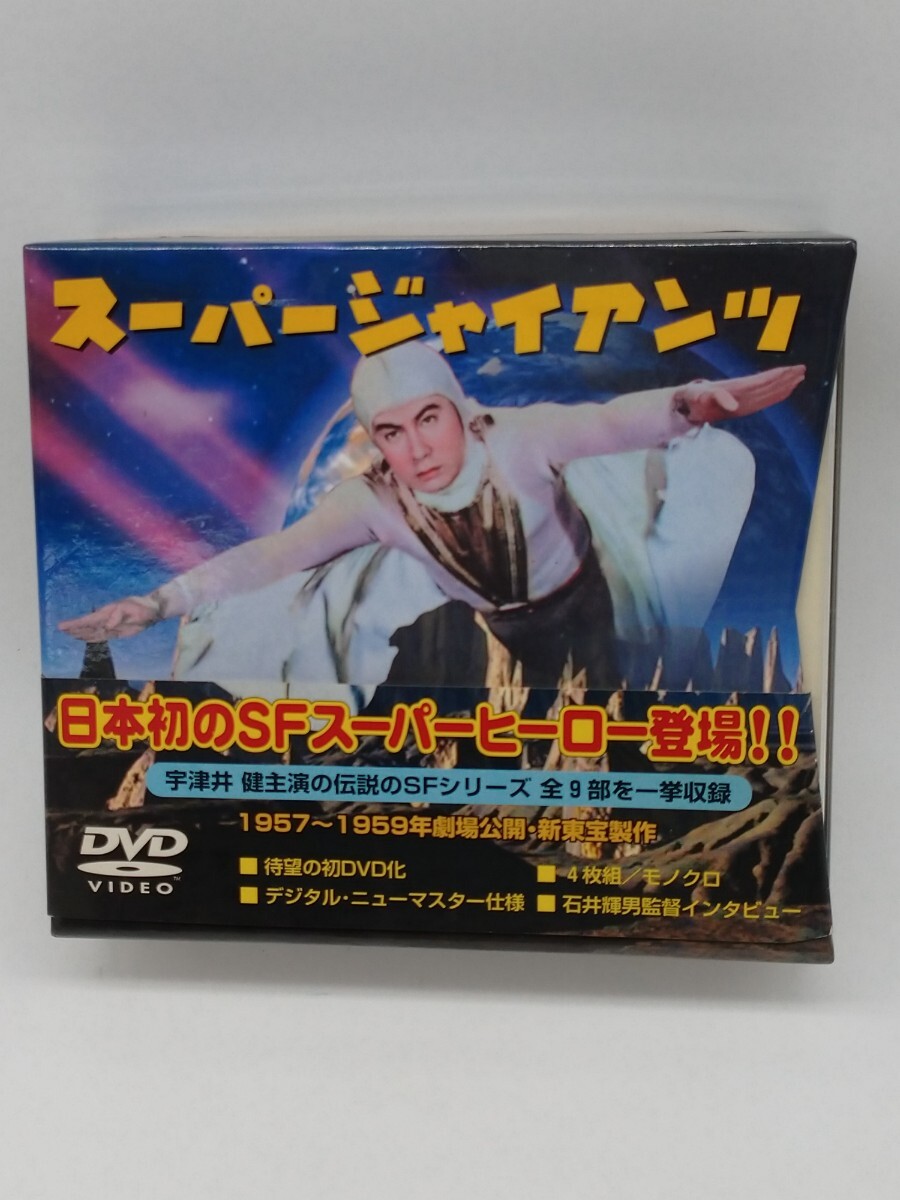 スーパージャイアンツ
日本初のSFスーパーヒーロー登場!!
宇津井 健主演の伝説のSFシリーズ 全9部を一挙収録
1957～1959年劇場公開・新東宝製作
DVD
VIDEO
TM
■ 待望の初DVD化
■ 4枚組／モノクロ
■ デジタル・ニューマスター仕様
■ 石井輝男監督インタビュー